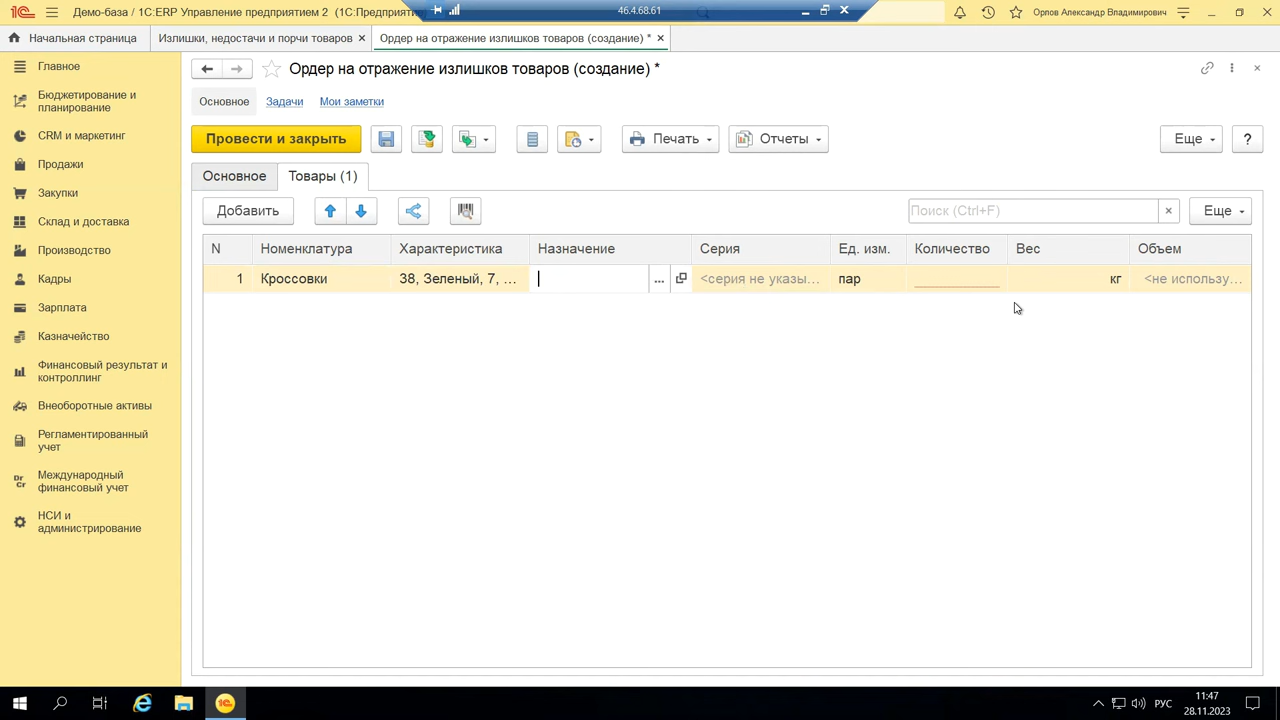 Демо-база / 1С:ERP Управление предприятием 2 (1С:Предприяти
46.4.68.61
Орлов Александр Владимирович
Начальная страница
Излишки, недостачи и порчи товаров ×
Ордер на отражение излишков товаров (создание) * ×
Главное
Бюджетирование и
планирование
CRM и маркетинг
Продажи
Закупки
Склад и доставка
Производство
Кадры
Зарплата
Казначейство
Финансовый результат и
контроллинг
Внеоборотные активы
Регламентированный
учет
Международный
финансовый учет
НСИ и
администрирование
Ордер на отражение излишков товаров (создание) *
Основное Задачи Мои заметки
Провести и закрыть Печать Отчеты Еще ?
Основное Товары (1)
Добавить Поиск (Ctrl+F) × Еще
N Номенклатура Характеристика Назначение Серия Ед. изм. Количество Вес Объем
1 Кроссовки 38, Зеленый, 7, ... ... <серия не указы... пар кг <не использу...
РУС
11:47
28.11.2023